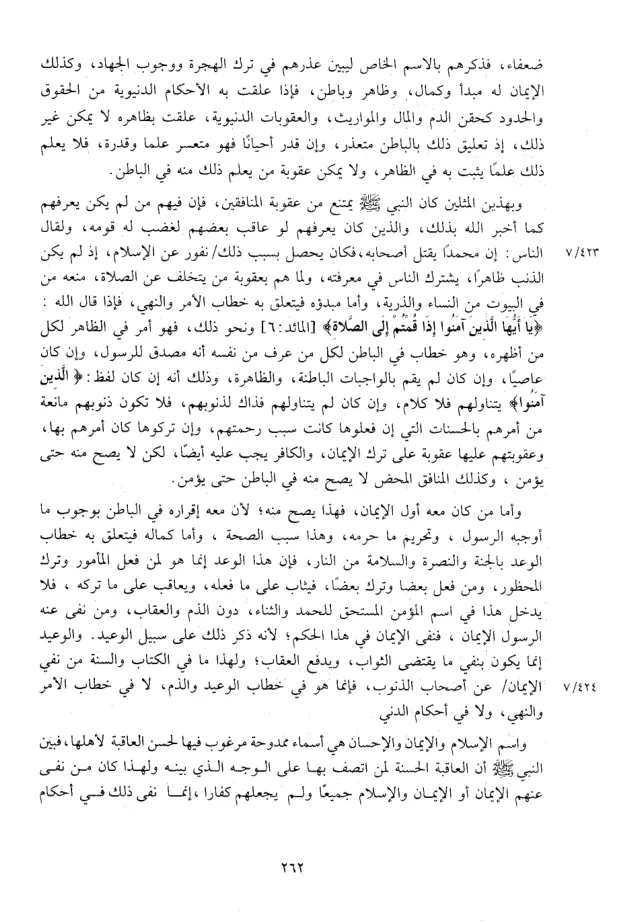 ضعفاء، فذكرهم بالاسم الخاص ليبين عذرهم في ترك الهجرة ووجوب الجهاد، وكذلك
الإيمان له مبدأ وكمال، وظاهر وباطن، فإذا علقت به الأحكام الدنيوية من الحقوق
والحدود كحقن الدم والمال والمواريث، والعقوبات الدنيوية، علقت بظاهره لا يمكن غير
ذلك، إذ تعليق ذلك بالباطن متعذر، وإن قدر أحيانًا فهو متعسر علما وقدرة، فلا يعلم
ذلك علمًا يثبت به في الظاهر، ولا يمكن عقوبة من يعلم ذلك منه في الباطن.
وبهذين المثلين كان النبي ﷺ يمتنع من عقوبة المنافقين، فإن فيهم من لم يكن يعرفهم
كما أخبر الله بذلك، والذين كان يعرفهم لو عاقب بعضهم لغضب له قومه، ولقال
الناس: إن محمدًا يقتل أصحابه، فكان يحصل بسبب ذلك/ نفور عن الإسلام، إذ لم يكن ٧/٤٢٣
الذنب ظاهرًا، يشترك الناس في معرفته، ولما هم بعقوبة من يتخلف عن الصلاة، منعه من
في البيوت من النساء والذرية، وأما مبدؤه فيتعلق به خطاب الأمر والنهي، فإذا قال الله :
﴿يَا أَيُّهَا الَّذِينَ آمَنُوا إِذَا قُمْتُمْ إِلَى الصَّلاةِ﴾ [المائد:٦] ونحو ذلك، فهو أمر في الظاهر لكل
من أظهره، وهو خطاب في الباطن لكل من عرف من نفسه أنه مصدق للرسول، وإن كان
عاصيًا، وإن كان لم يقم بالواجبات الباطنة، والظاهرة، وذلك أنه إن كان لفظ: ﴿ الَّذِينَ
آمَنُوا﴾ يتناولهم فلا كلام، وإن كان لم يتناولهم فذاك لذنوبهم، فلا تكون ذنوبهم مانعة
من أمرهم بالحسنات التي إن فعلوها كانت سبب رحمتهم، وإن تركوها كان أمرهم بها،
وعقوبتهم عليها عقوبة على ترك الإيمان، والكافر يجب عليه أيضًا، لكن لا يصح منه حتى
يؤمن ، وكذلك المنافق المحض لا يصح منه في الباطن حتى يؤمن.
وأما من كان معه أول الإيمان، فهذا يصح منه؛ لأن معه إقراره في الباطن بوجوب ما
أوجبه الرسول ، وتحريم ما حرمه، وهذا سبب الصحة ، وأما كماله فيتعلق به خطاب
الوعد بالجنة والنصرة والسلامة من النار، فإن هذا الوعد إنما هو لمن فعل المأمور وترك
المحظور، ومن فعل بعضا وترك بعضًا، فيثاب على ما فعله، ويعاقب على ما تركه ، فلا
يدخل هذا في اسم المؤمن المستحق للحمد والثناء، دون الذم والعقاب، ومن نفى عنه
الرسول الإيمان ، فنفى الإيمان في هذا الحكم؛ لأنه ذكر ذلك على سبيل الوعيد. والوعيد
إنما يكون بنفي ما يقتضى الثواب، ويدفع العقاب؛ ولهذا ما في الكتاب والسنة من نفي
الإيمان/ عن أصحاب الذنوب، فإنما هو في خطاب الوعيد والذم، لا في خطاب الأمر ٧/٤٢٤
والنهي، ولا في أحكام الدني
واسم الإسلام والإيمان والإحسان هي أسماء ممدوحة مرغوب فيها لحسن العاقبة لأهلها، فبين
النبي ﷺ أن العاقبة الحسنة لمن اتصف بها على الوجه الذي بينه ولهذا كان من نفى
عنهم الإيمان أو الإيمان والإسلام جميعًا ولم يجعلهم كفارا ،إنما نفى ذلك في أحكام
٢٦٢